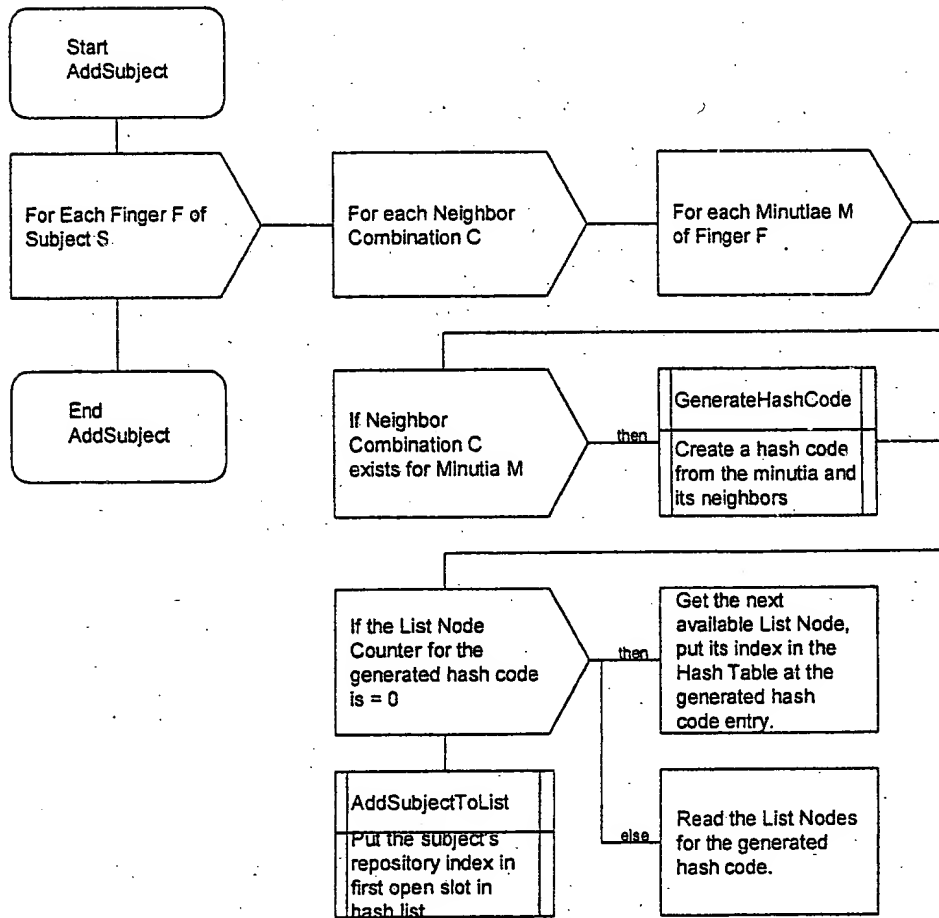 Start
AddSubject
For Each Finger F of
Subject S
For each Neighbor
Combination C
For each Minutiae M
of Finger F
End
AddSubject
If Neighbor
Combination C
exists for Minutia M
then
GenerateHashCode
Create a hash code
from the minutia and
its neighbors
If the List Node
Counter for the
generated hash code
is = 0
then
Get the next
available List Node,
put its index in the
Hash Table at the
generated hash
code entry.
AddSubjectToList
Put the subject's
repository index in
first open slot in
hash list
else
Read the List Nodes
for the generated
hash code.